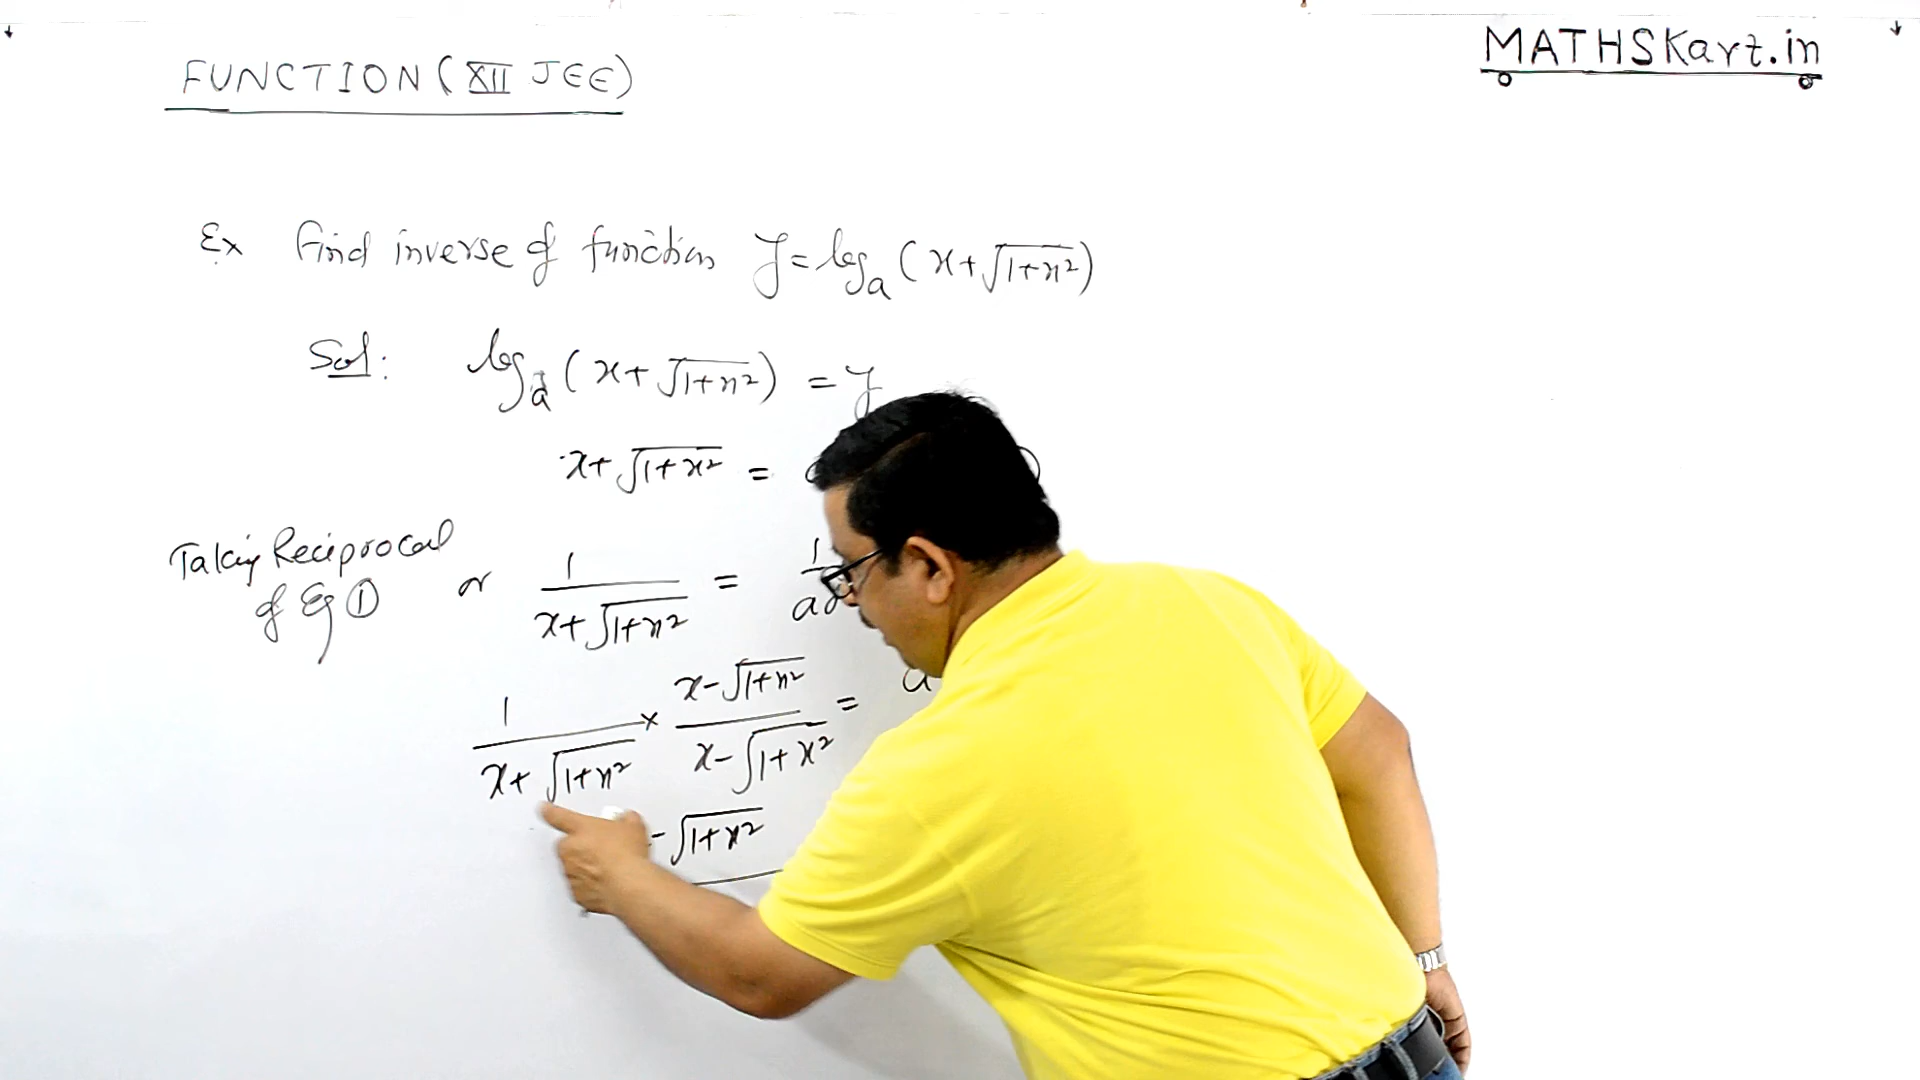 FUNCTION (XII JEE)
MATHSKart.in
Ex Find inverse of function y = log_a (x + √(1+x²))
Sol: log_a (x + √(1+x²)) = y
x + √(1+x²) =
Taking Reciprocal
of Eq ①
or 1/(x + √(1+x²)) = 1/a^y
1/(x + √(1+x²)) × (x - √(1+x²))/(x - √(1+x²)) = a
- √(1+x²)